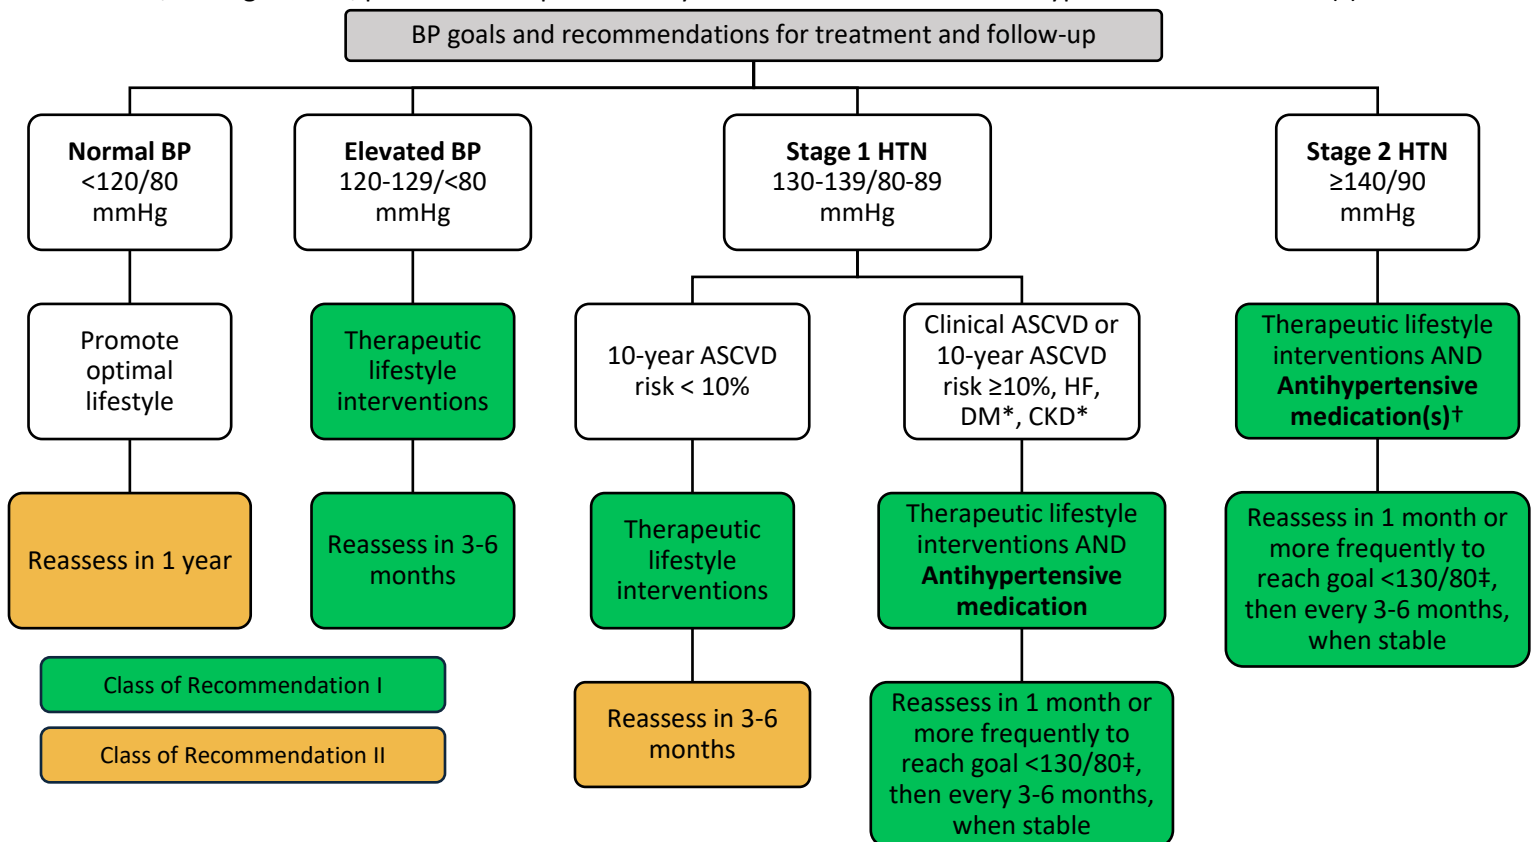 BP goals and recommendations for treatment and follow-up
Normal BP
<120/80
mmHg
Elevated BP
120-129/<80
mmHg
Stage 1 HTN
130-139/80-89
mmHg
Stage 2 HTN
≥140/90
mmHg
Promote
optimal
lifestyle
Therapeutic
lifestyle
interventions
10-year ASCVD
risk < 10%
Clinical ASCVD or
10-year ASCVD
risk ≥10%, HF,
DM*, CKD*
Therapeutic lifestyle
interventions AND
Antihypertensive
medication(s)†
Reassess in 1 year
Reassess in 3-6
months
Therapeutic
lifestyle
interventions
Therapeutic lifestyle
interventions AND
Antihypertensive
medication
Reassess in 1 month or
more frequently to
reach goal <130/80‡,
then every 3-6 months,
when stable
Class of Recommendation I
Class of Recommendation II
Reassess in 3-6
months
Reassess in 1 month or
more frequently to
reach goal <130/80‡,
then every 3-6 months,
when stable